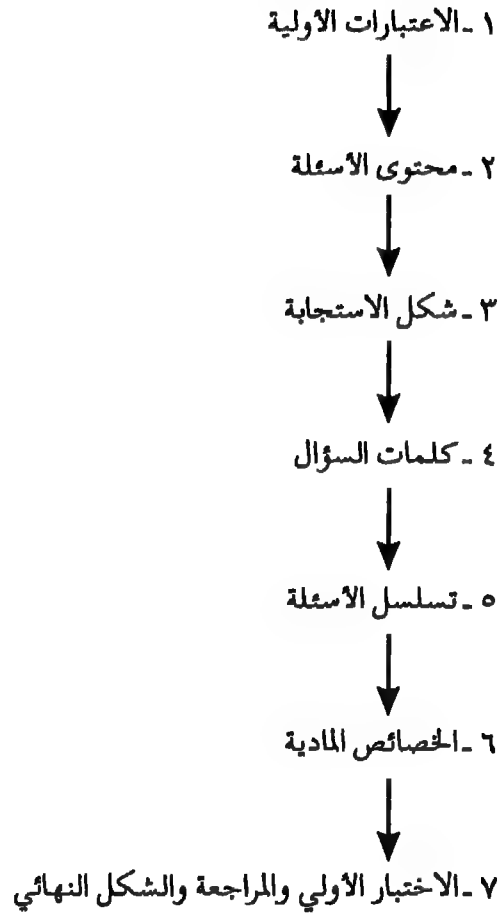 ١ ـ الاعتبارات الأولية
٢ ـ محتوى الأسئلة
٣ ـ شكل الاستجابة
٤ ـ كلمات السؤال
٥ ـ تسلسل الأسئلة
٦ ـ الخصائص المادية
٧ ـ الاختبار الأولي والمراجعة والشكل النهائي